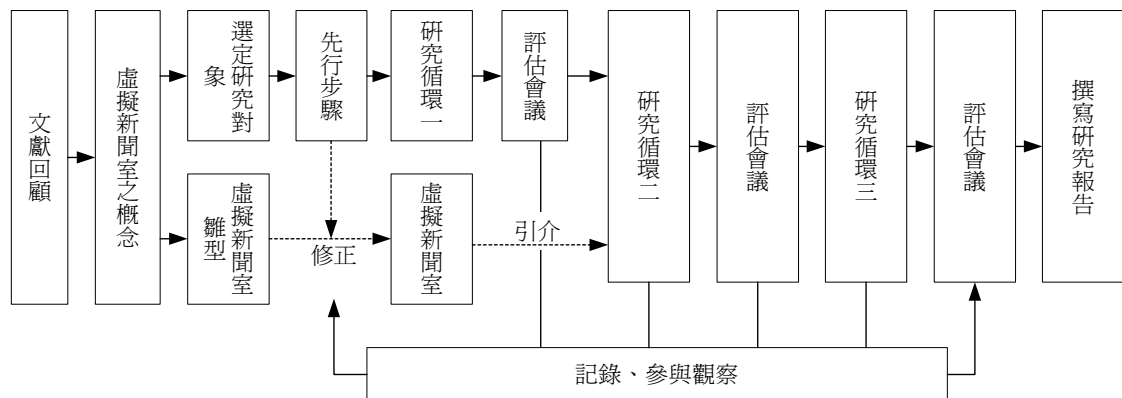 文獻回顧
虛擬新聞室之概念
選定研究對
象
先行步驟
研究循環一
評估會議
虛擬新聞室
雛型
修正
虛擬新聞室
引介
研究循環二
評估會議
研究循環三
評估會議
撰寫研究報告
記錄、參與觀察